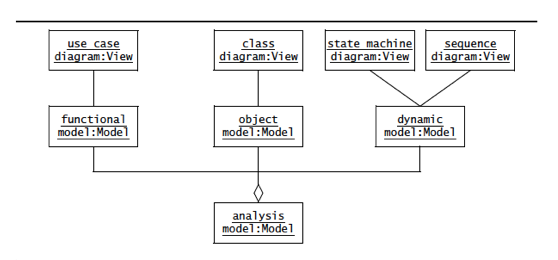 use case
diagram:View
class
diagram:View
state machine
diagram:View
sequence
diagram:View
functional
model:Model
object
model:Model
dynamic
model:Model
analysis
model:Model